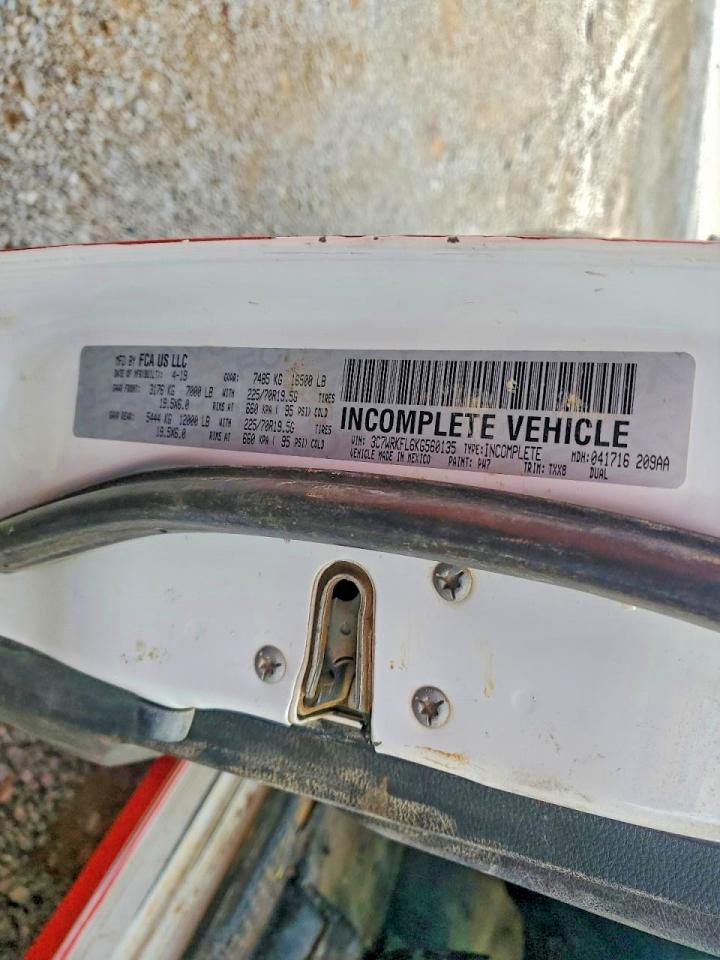 MFD BY FCA US LLC
DATE OF MFR(BUILT): 4-19 GVWR: 7485 KG 16500 LB
GAWR FRONT: 3176 KG 7000 LB WITH 225/70R19.5G TIRES
19.5X6.0 RIMS AT 660 KPA ( 95 PSI) COLD
GAWR REAR: 5444 KG 12000 LB WITH 225/70R19.5G TIRES
19.5X6.0 RIMS AT 660 KPA ( 95 PSI) COLD
INCOMPLETE VEHICLE
VIN: 3C7WRKFL6KG560135 TYPE:INCOMPLETE MDH:041716 209AA
VEHICLE MADE IN MEXICO PAINT: PW7 TRIM: TXX8 DUAL